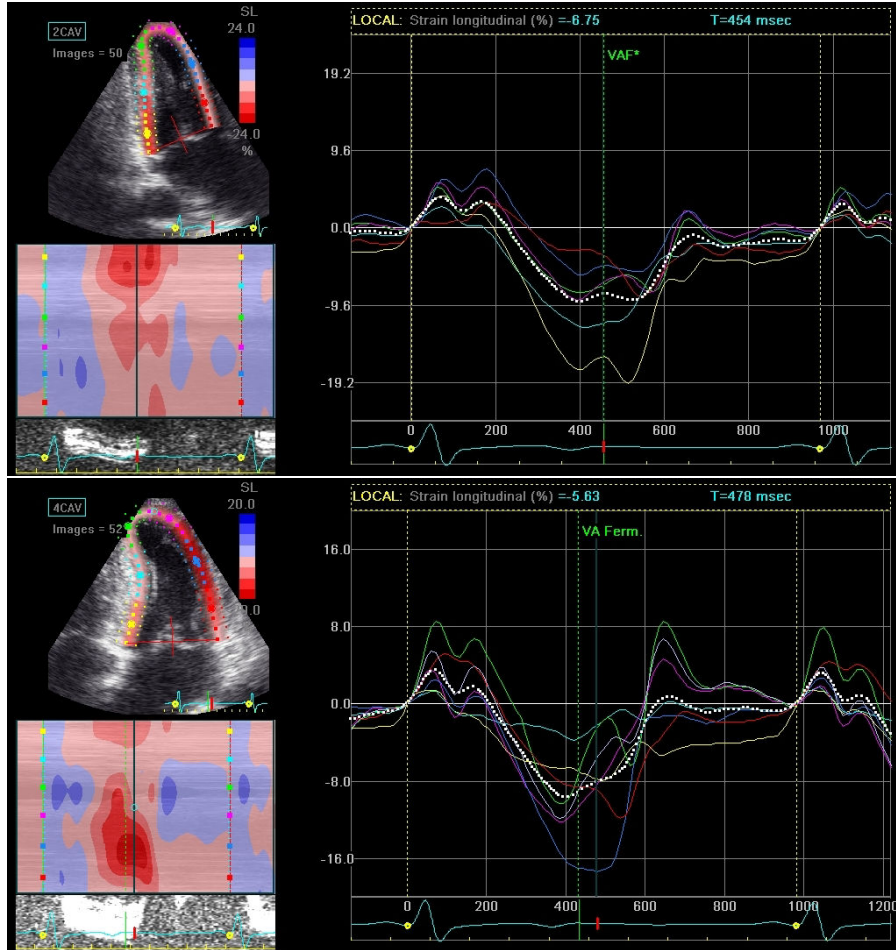 2CAV
Images = 50
SL
24.0
-24.0
%
LOCAL: Strain longitudinal (%) =-6.75 T=454 msec
VAF*
19.2
9.6
0.0
-9.6
-19.2
0 200 400 600 800 1000
4CAV
Images = 52
SL
20.0
LOCAL: Strain longitudinal (%) =-5.63 T=478 msec
VA Ferm.
16.0
8.0
0.0
-8.0
-16.0
0 200 400 600 800 1000 1200